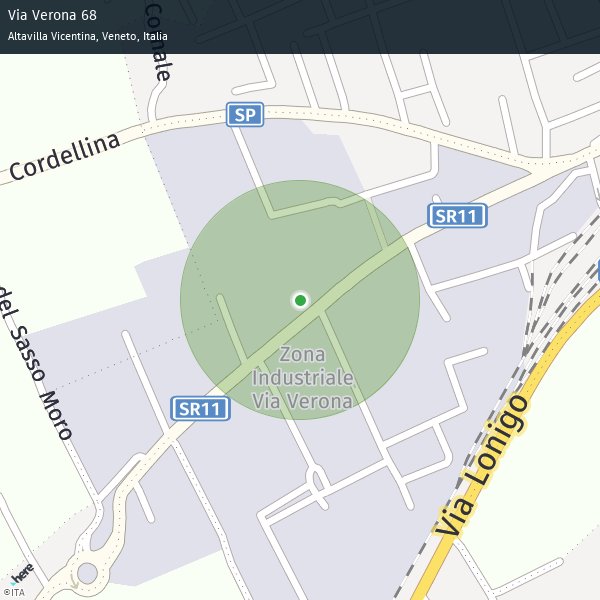 Via Verona 68
Altavilla Vicentina, Veneto, Italia
Cornale
SP
Cordellina
SR11
del Sasso Moro
Zona
Industriale
Via Verona
SR11
Via Lonigo
here
©ITA